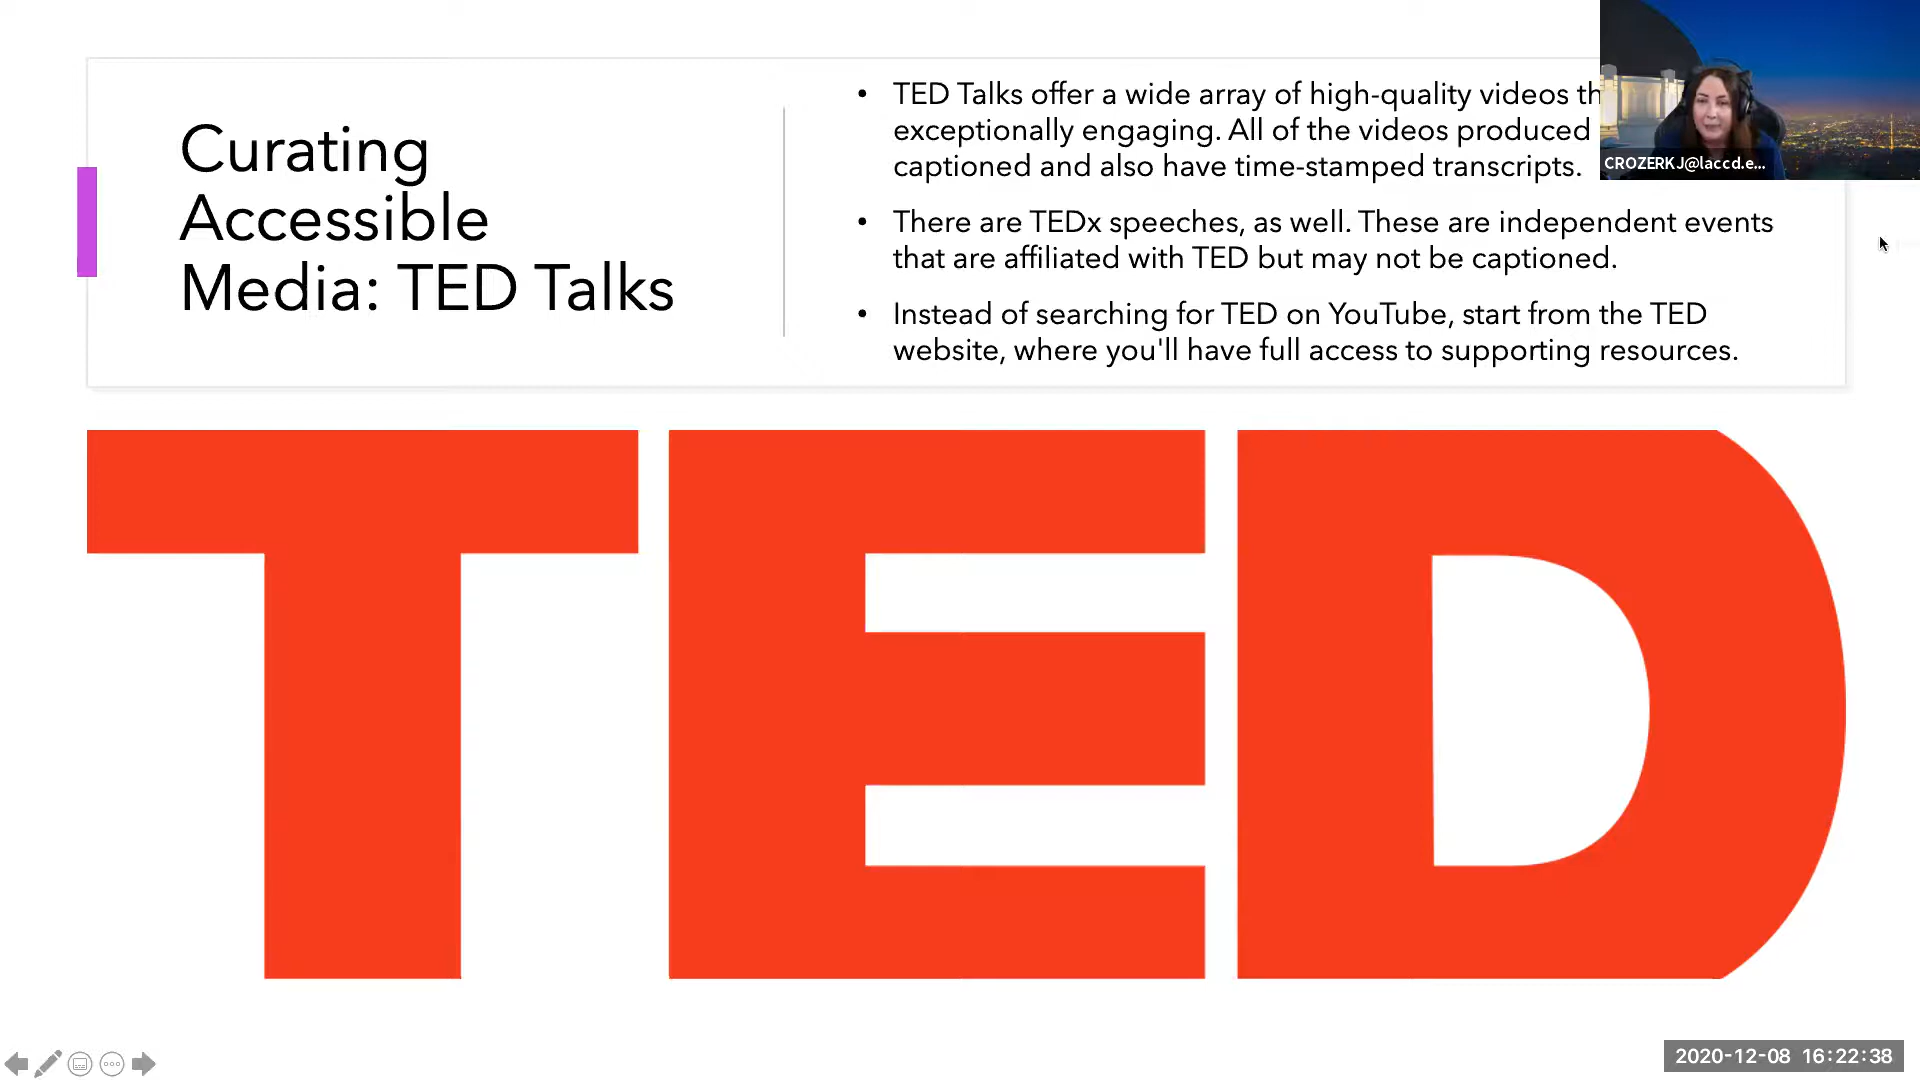 Curating
Accessible
Media: TED Talks
• TED Talks offer a wide array of high-quality videos
exceptionally engaging. All of the videos produced
captioned and also have time-stamped transcripts.
• There are TEDx speeches, as well. These are independent events
that are affiliated with TED but may not be captioned.
• Instead of searching for TED on YouTube, start from the TED
website, where you'll have full access to supporting resources.
CROZERKJ@laccd.e...
TED
2020-12-08 16:22:38